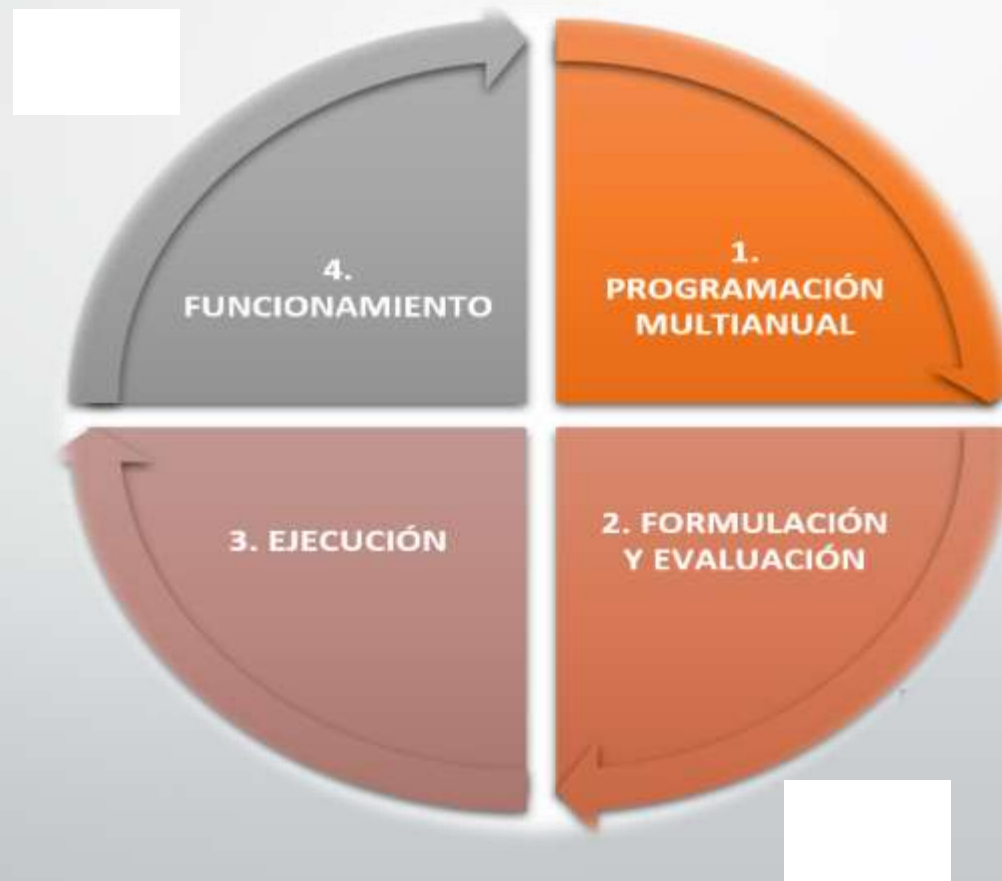 1.
PROGRAMACIÓN
MULTIANUAL
2. FORMULACIÓN
Y EVALUACIÓN
3. EJECUCIÓN
4.
FUNCIONAMIENTO